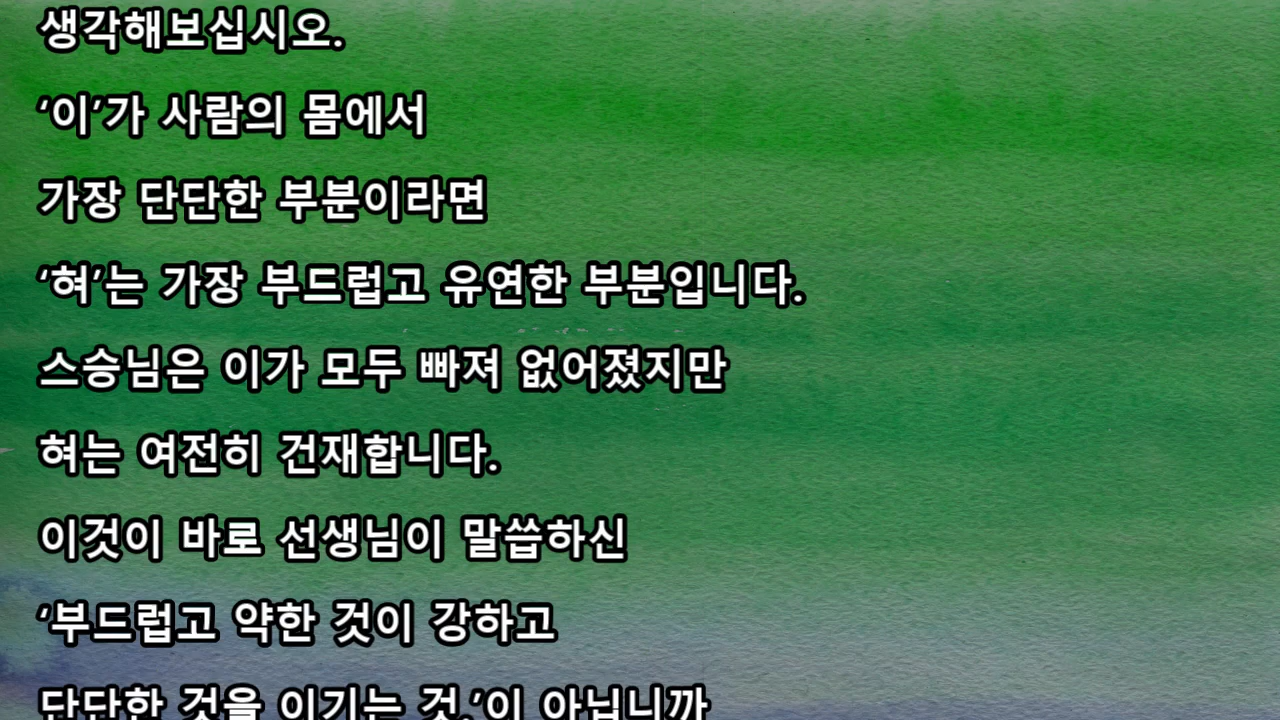 생각해보십시오.
‘이’가 사람의 몸에서
가장 단단한 부분이라면
‘혀’는 가장 부드럽고 유연한 부분입니다.
스승님은 이가 모두 빠져 없어졌지만
혀는 여전히 건재합니다.
이것이 바로 선생님이 말씀하신
‘부드럽고 약한 것이 강하고
단단한 것을 이기는 것.’이 아닙니까